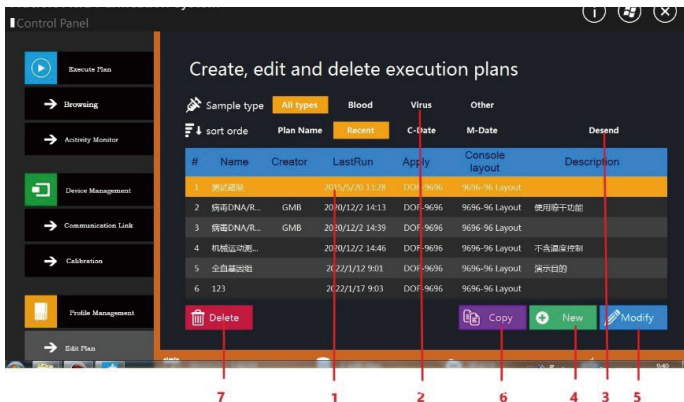 Control Panel
Execute Plan
Browsing
Acitivity Monitor
Device Management
Communication Link
Calibration
Profile Management
Edit Plan
Create, edit and delete execution plans
Sample type All types Blood Virus Other
sort orde Plan Name Recent C-Date M-Date Desend
# Name Creator LastRun Apply Console layout Description
1 测试磁吸 2015/5/20 13:28 DOF-9696 9696-96 Layout
2 病毒DNA/R... GMB 2020/12/2 14:13 DOF-9696 9696-96 Layout 使用晾干功能
3 病毒DNA/R... GMB 2020/12/2 14:39 DOF-9696 9696-96 Layout
4 机械运动测... 2020/12/2 14:46 DOF-9696 9696-96 Layout 不含温度控制
5 全血基因组 2022/1/12 9:01 DOF-9696 9696-96 Layout 演示目的
6 123 2022/1/17 9:03 DOF-9696 9696-96 Layout
Delete Copy New Modify
9:40
7 1 2 6 4 3 5